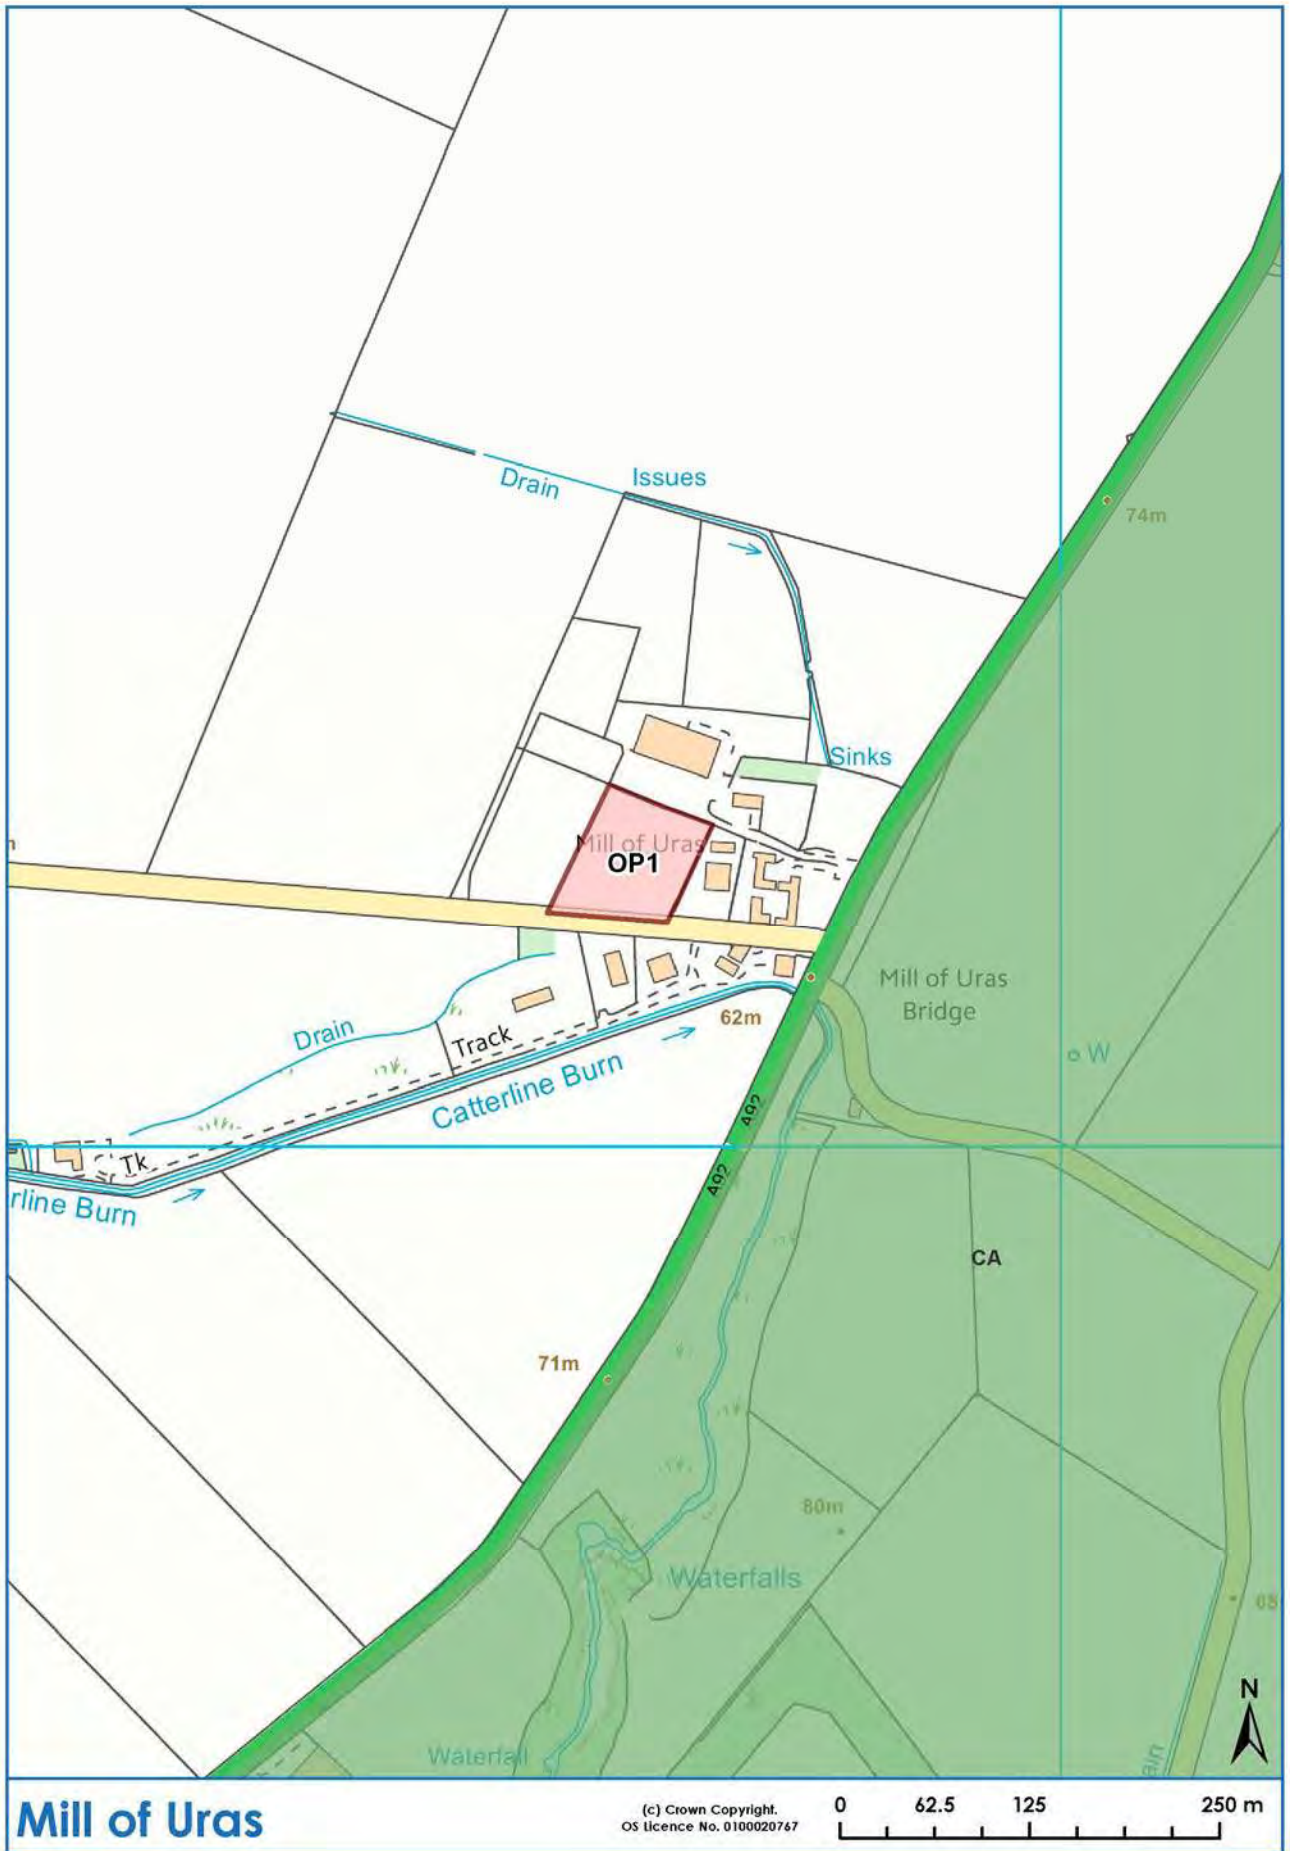 Issues
Drain
74m
Sinks
Mill of Uras
OP1
Mill of Uras
Bridge
62m
Drain
Track
W
Catterline Burn
A92
Tk
A92
rline Burn
CA
71m
80m
Waterfalls
68
N
Waterfall
ain
Mill of Uras
(c) Crown Copyright.
OS Licence No. 0100020767
0 62.5 125 250 m